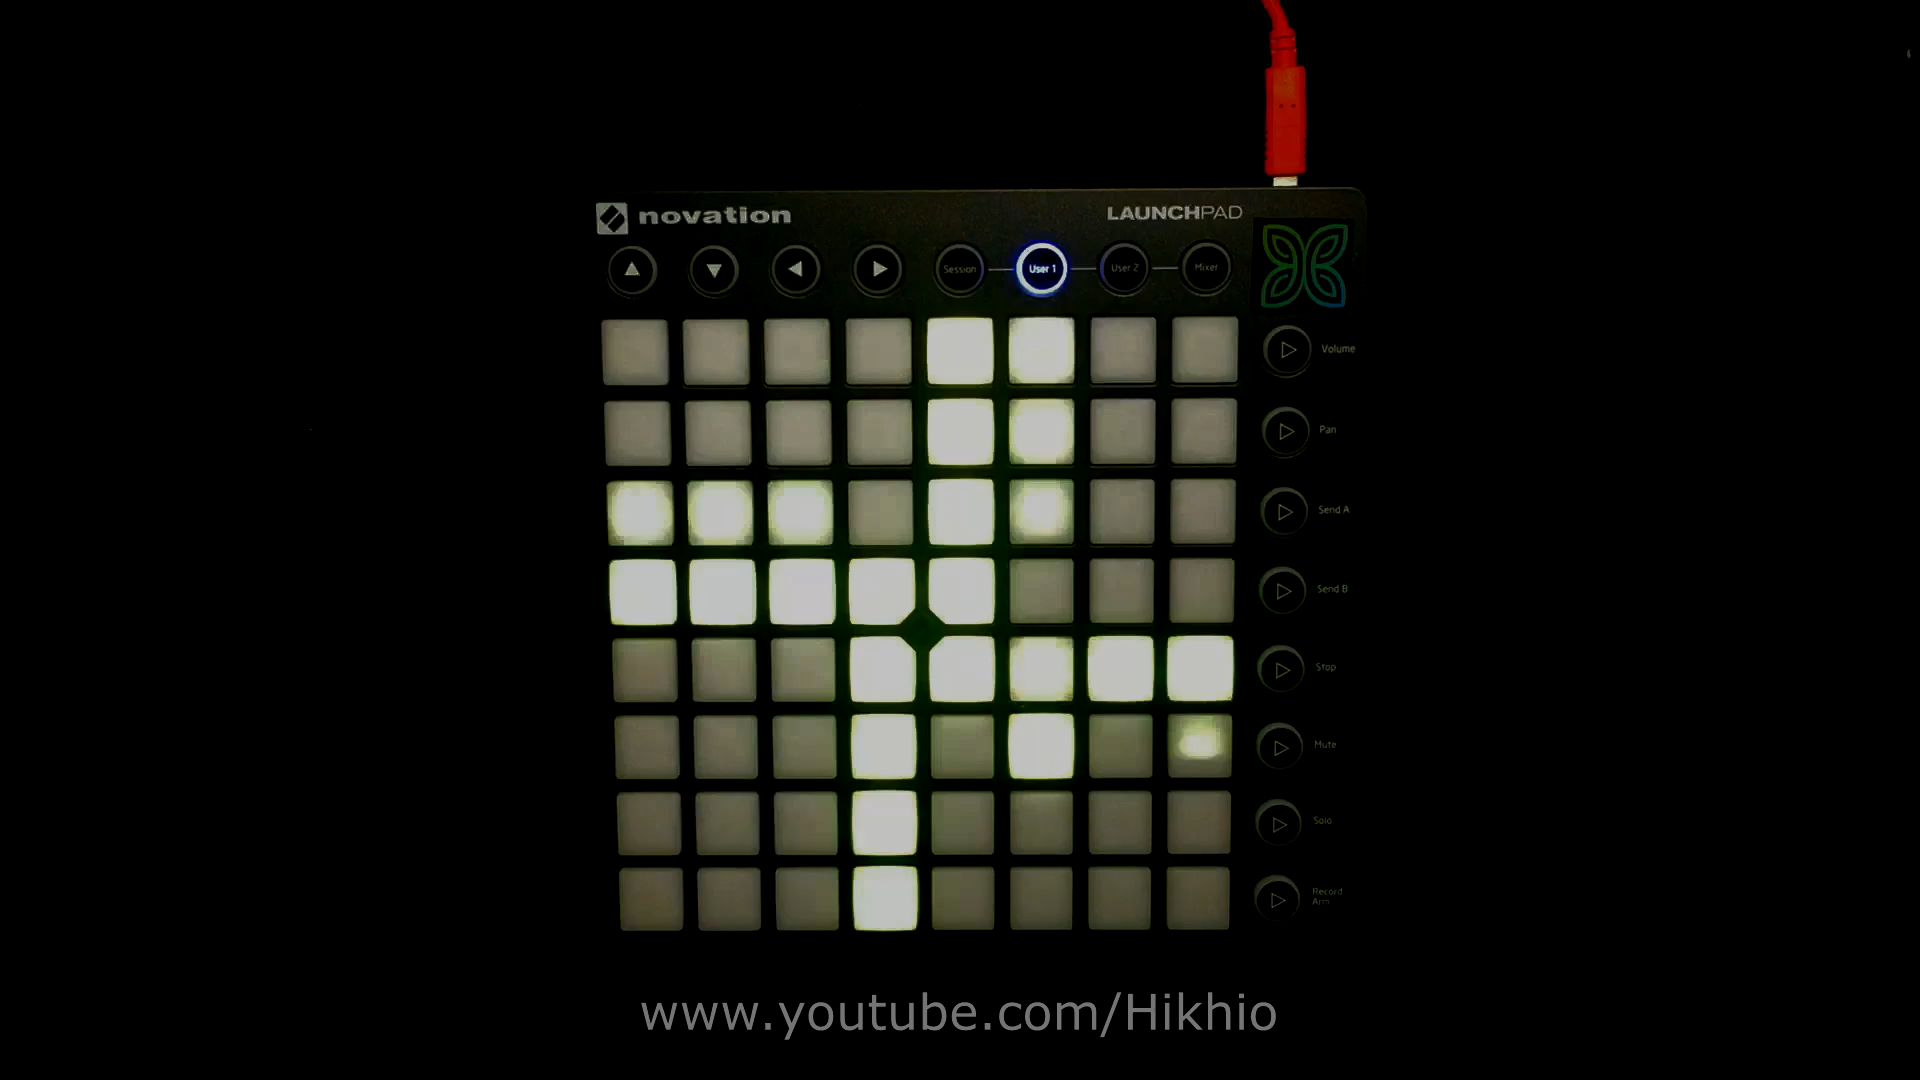 novation
LAUNCHPAD
Session
User 1
User 2
Mixer
Volume
Pan
Send A
Send B
Stop
Mute
Solo
Record
Arm
www.youtube.com/Hikhio